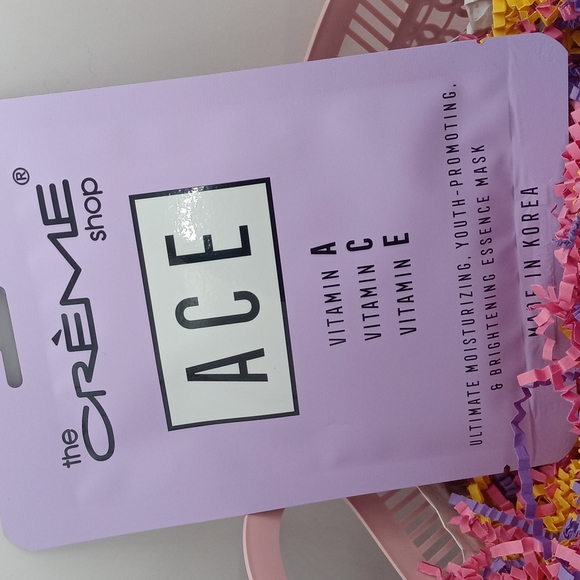 the
CRÈME®
shop
ACE
VITAMIN A
VITAMIN C
VITAMIN E
ULTIMATE MOISTURIZING, YOUTH-PROMOTING,
& BRIGHTENING ESSENCE MASK
MADE IN KOREA